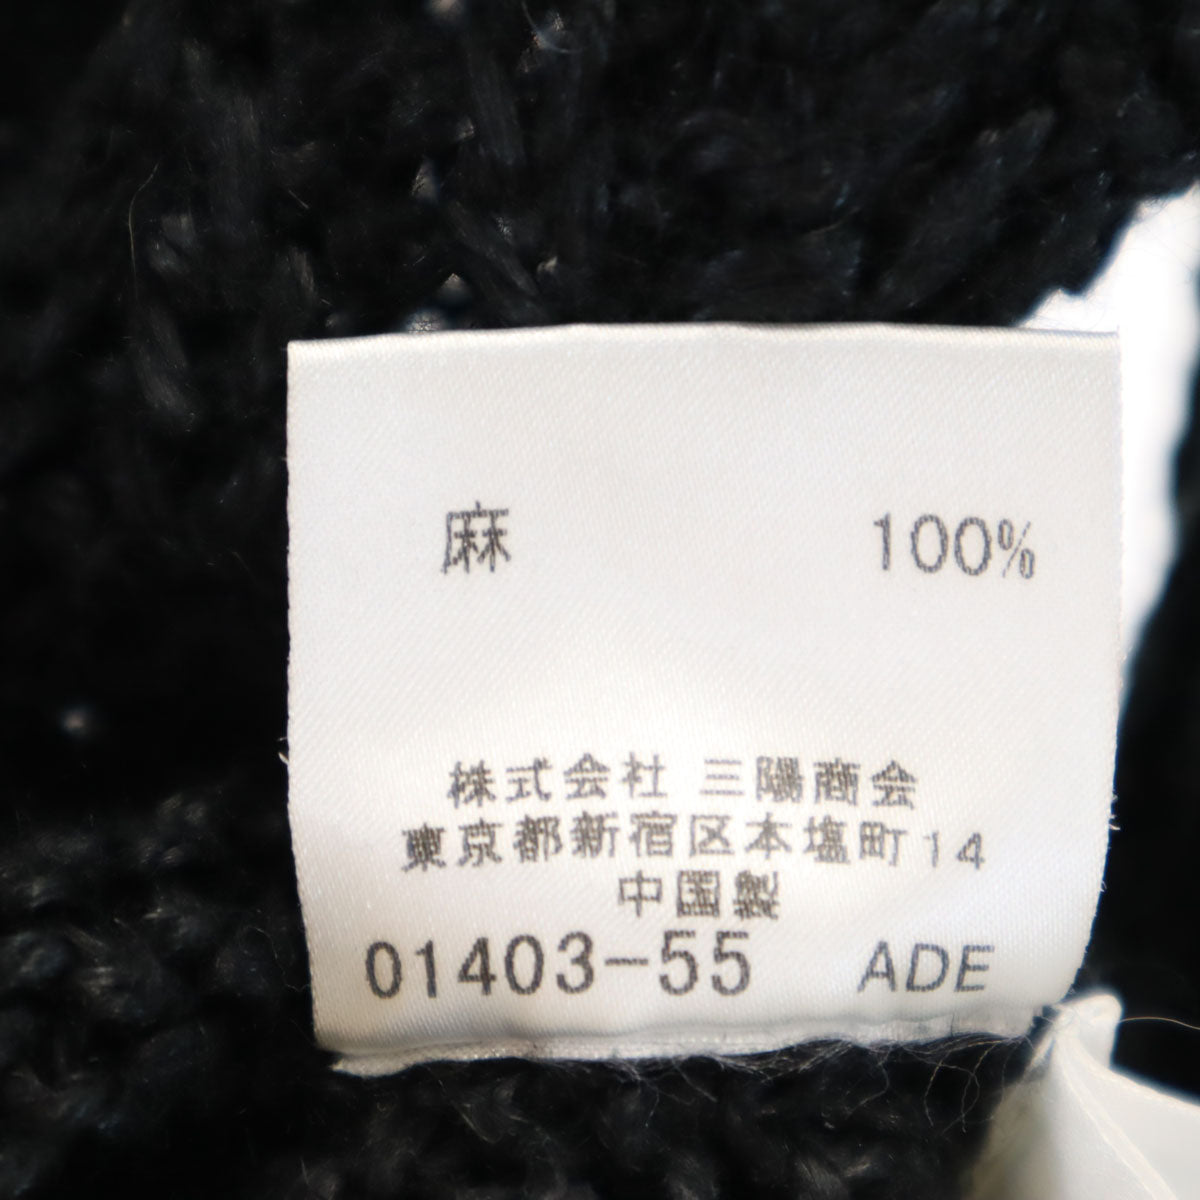 麻 100%
株式会社 三陽商会
東京都新宿区本塩町14
中国製
01403-55 ADE